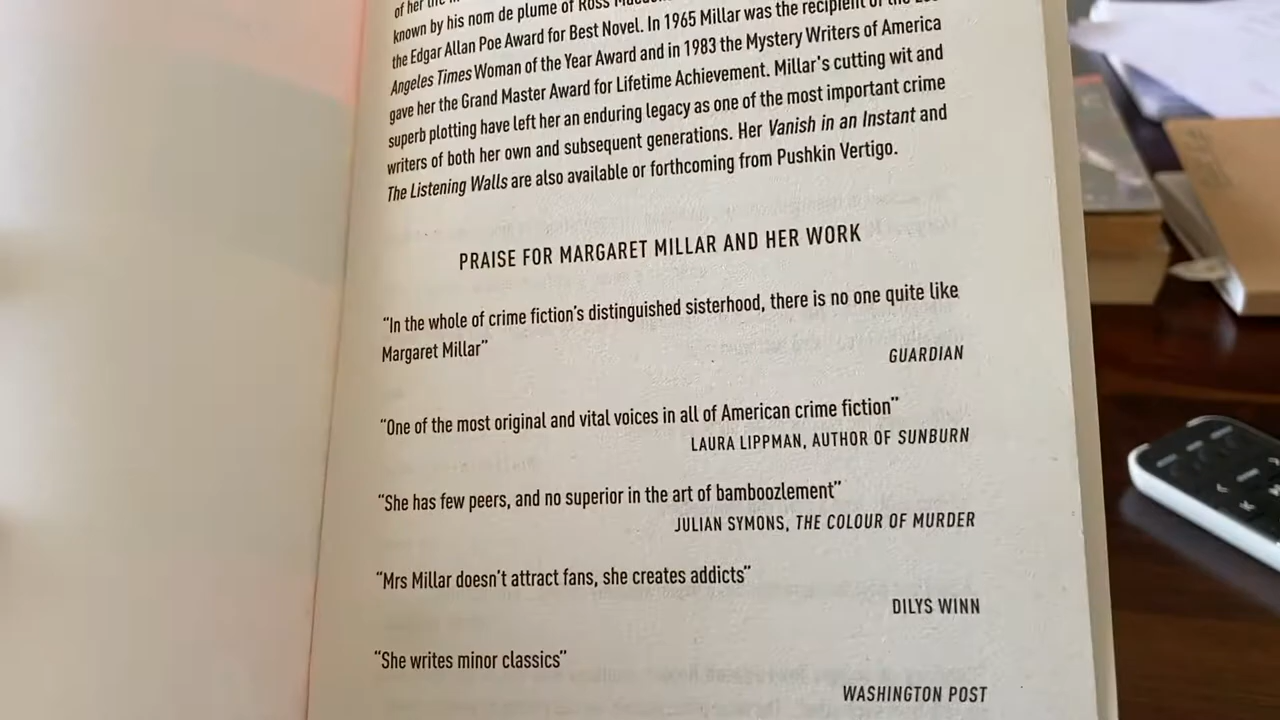 of her
known by his nom de plume of Ross
the Edgar Allan Poe Award for Best Novel. In 1965 Millar was the recipient of the
Angeles Times Woman of the Year Award and in 1983 the Mystery Writers of America
gave her the Grand Master Award for Lifetime Achievement. Millar's cutting wit and
superb plotting have left her an enduring legacy as one of the most important crime
writers of both her own and subsequent generations. Her Vanish in an Instant and
The Listening Walls are also available or forthcoming from Pushkin Vertigo.
PRAISE FOR MARGARET MILLAR AND HER WORK
“In the whole of crime fiction's distinguished sisterhood, there is no one quite like
Margaret Millar”
GUARDIAN
“One of the most original and vital voices in all of American crime fiction”
LAURA LIPPMAN, AUTHOR OF SUNBURN
“She has few peers, and no superior in the art of bamboozlement”
JULIAN SYMONS, THE COLOUR OF MURDER
“Mrs Millar doesn't attract fans, she creates addicts”
DILYS WINN
“She writes minor classics”
WASHINGTON POST